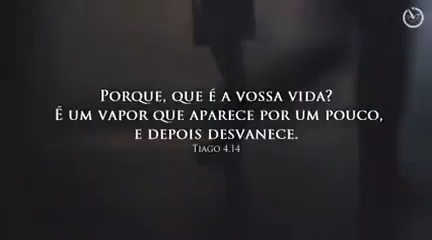 Porque, que é a vossa vida?
É um vapor que aparece por um pouco,
e depois desvanece.
Tiago 4.14